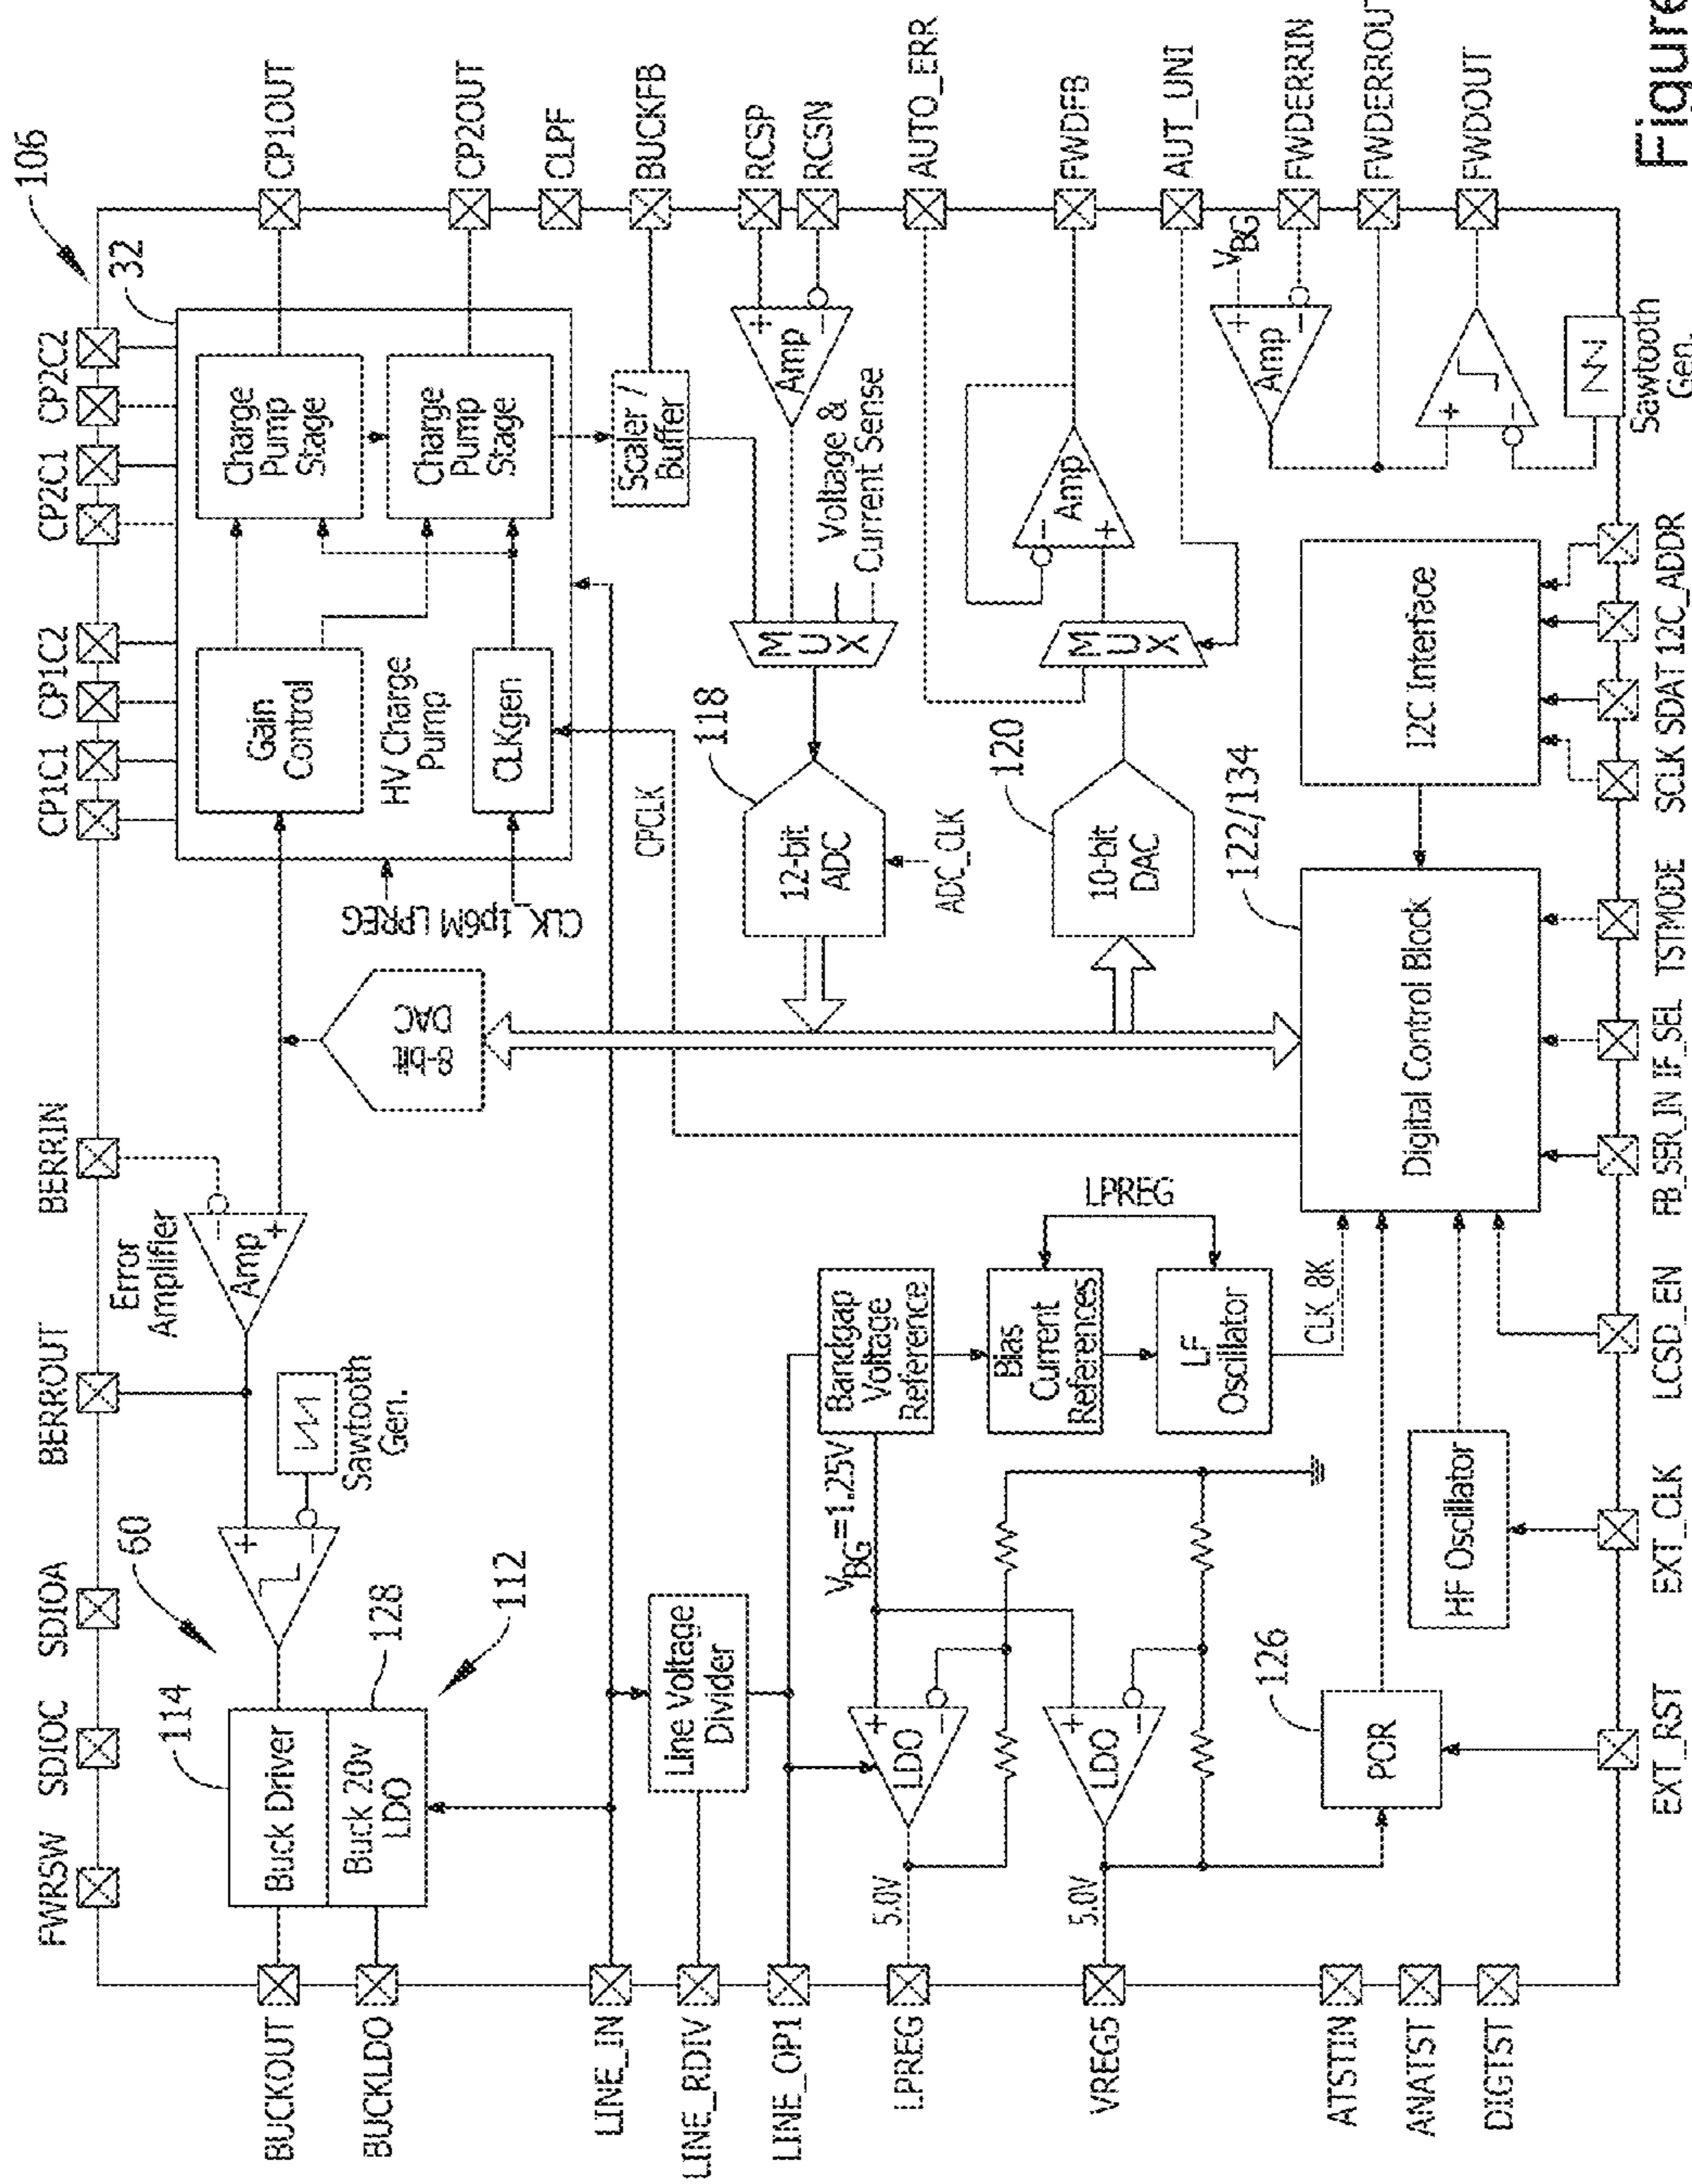 106
CP1C1 CP1C2 CP2C1 CP2C2
BERRIN
BERROUT
SDIOA
SDIOC
FWRSW
32
CP1OUT
CP2OUT
CLPF
BUCKFB
RCSP
RCSN
AUTO_ERR
FWDFB
AUT_UNI
FWDERRIN
FWDERROUT
FWDOUT
Charge
Pump
Stage
Charge
Pump
Stage
Gain
Control
HV Charge
Pump
CLKgen
CLK_1p6M LPREG
CPCLK
Scaler /
Buffer
+
−
Amp
Voltage &
Current Sense
MUX
118
12-bit
ADC
ADC_CLK
120
10-bit
DAC
MUX
−
+
Amp
VBG
+
−
Amp
+
−
Sawtooth
Gen.
8-bit
DAC
Error
Amplifier
−
+
Amp
Sawtooth
Gen.
+
−
60
114
Buck Driver
Buck 20v
LDO
128
112
BUCKOUT
BUCKLDO
LINE_IN
LINE_RDIV
LINE_OP1
LPREG
VREG5
ATSTIN
ANATST
DIGTST
Line Voltage
Divider
VBG=1.25V
Bandgap
Voltage
Reference
Bias
Current
References
LF
Oscillator
LPREG
CLK_8K
+
−
LDO
5.0V
+
−
LDO
5.0V
126
POR
HF Oscillator
122/134
Digital Control Block
I2C Interface
EXT_RST
EXT_CLK
LCSD_EN
FB_SER_IN IF_SEL TSTMODE
SCLK SDAT 12C_ADDR
Figure